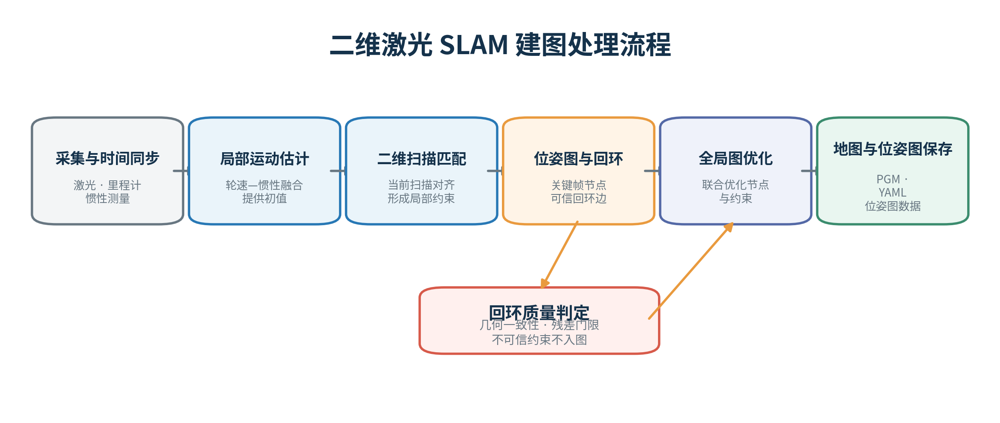 二维激光 SLAM 建图处理流程
采集与时间同步
激光 · 里程计
惯性测量
局部运动估计
轮速—惯性融合
提供初值
二维扫描匹配
当前扫描对齐
形成局部约束
位姿图与回环
关键帧节点
可信回环边
全局图优化
联合优化节点
与约束
地图与位姿图保存
PGM ·
YAML
位姿图数据
回环质量判定
几何一致性 · 残差门限
不可信约束不入图